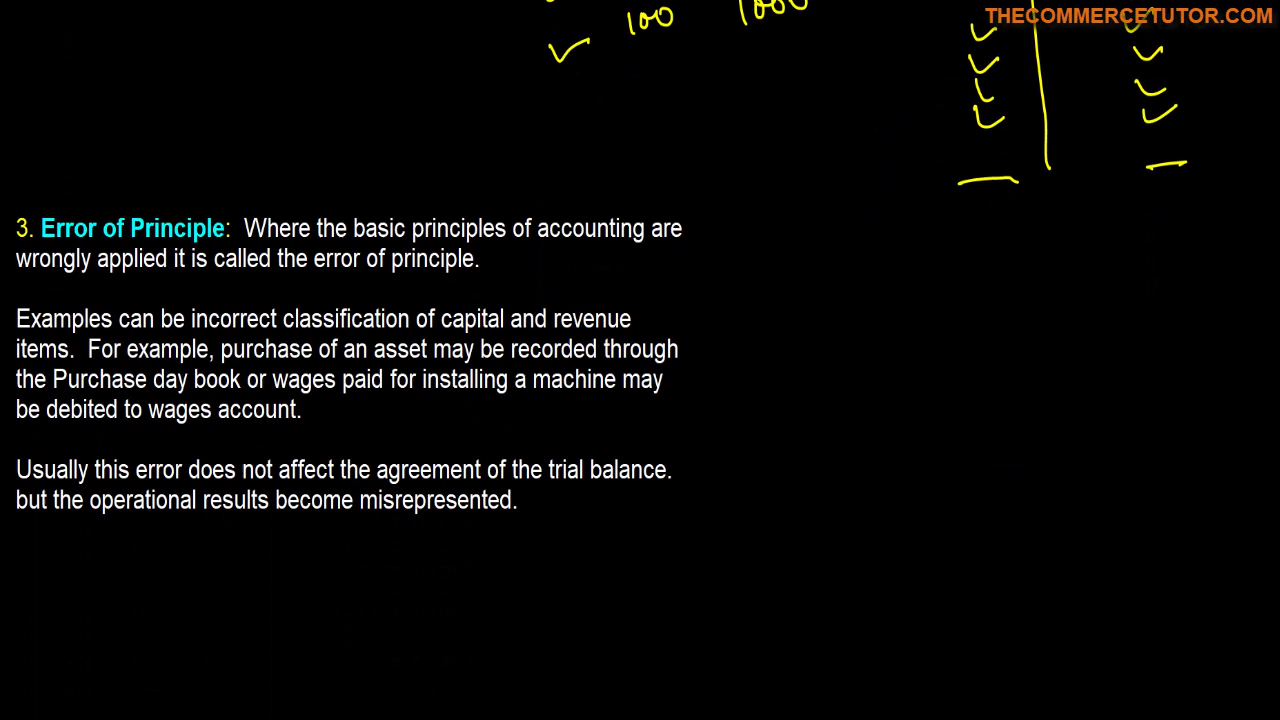 THECOMMERCETUTOR.COM
100 1000
3. Error of Principle: Where the basic principles of accounting are
wrongly applied it is called the error of principle.
Examples can be incorrect classification of capital and revenue
items. For example, purchase of an asset may be recorded through
the Purchase day book or wages paid for installing a machine may
be debited to wages account.
Usually this error does not affect the agreement of the trial balance.
but the operational results become misrepresented.